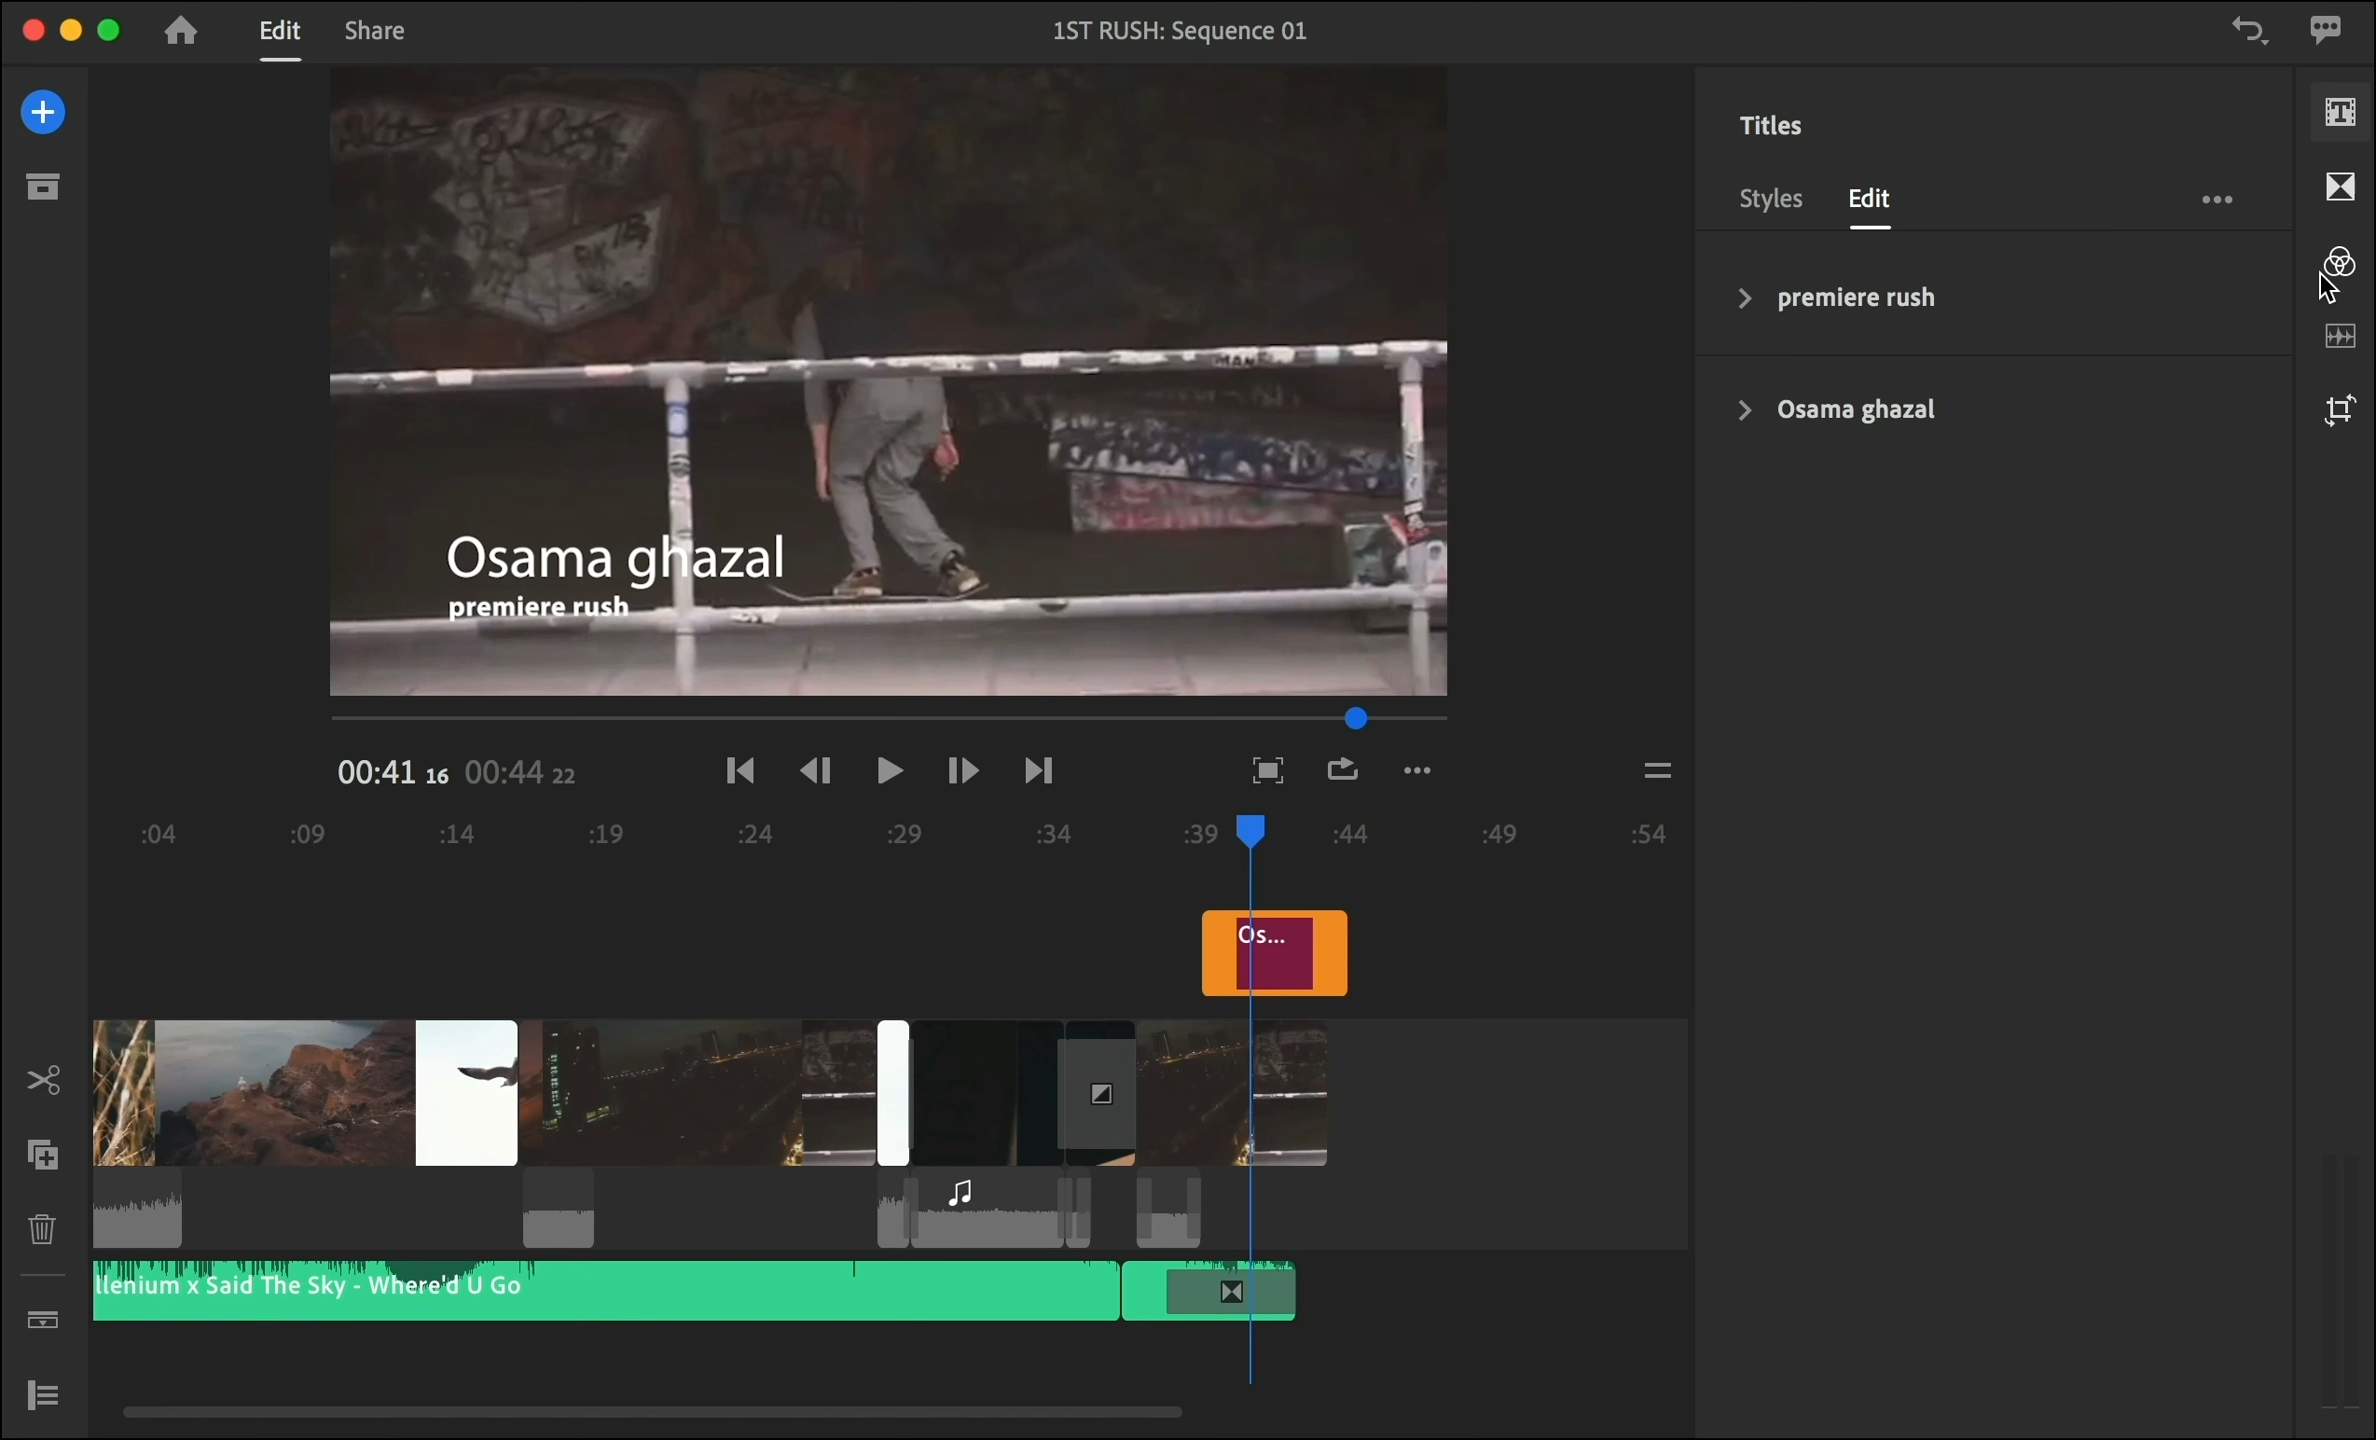 Edit Share 1ST RUSH: Sequence 01
Titles
Styles Edit
premiere rush
Osama ghazal
Osama ghazal
premiere rush
00:41 16 00:44 22
:04 :09 :14 :19 :24 :29 :34 :39 :44 :49 :54
Os...
llenium x Said The Sky - Where'd U Go